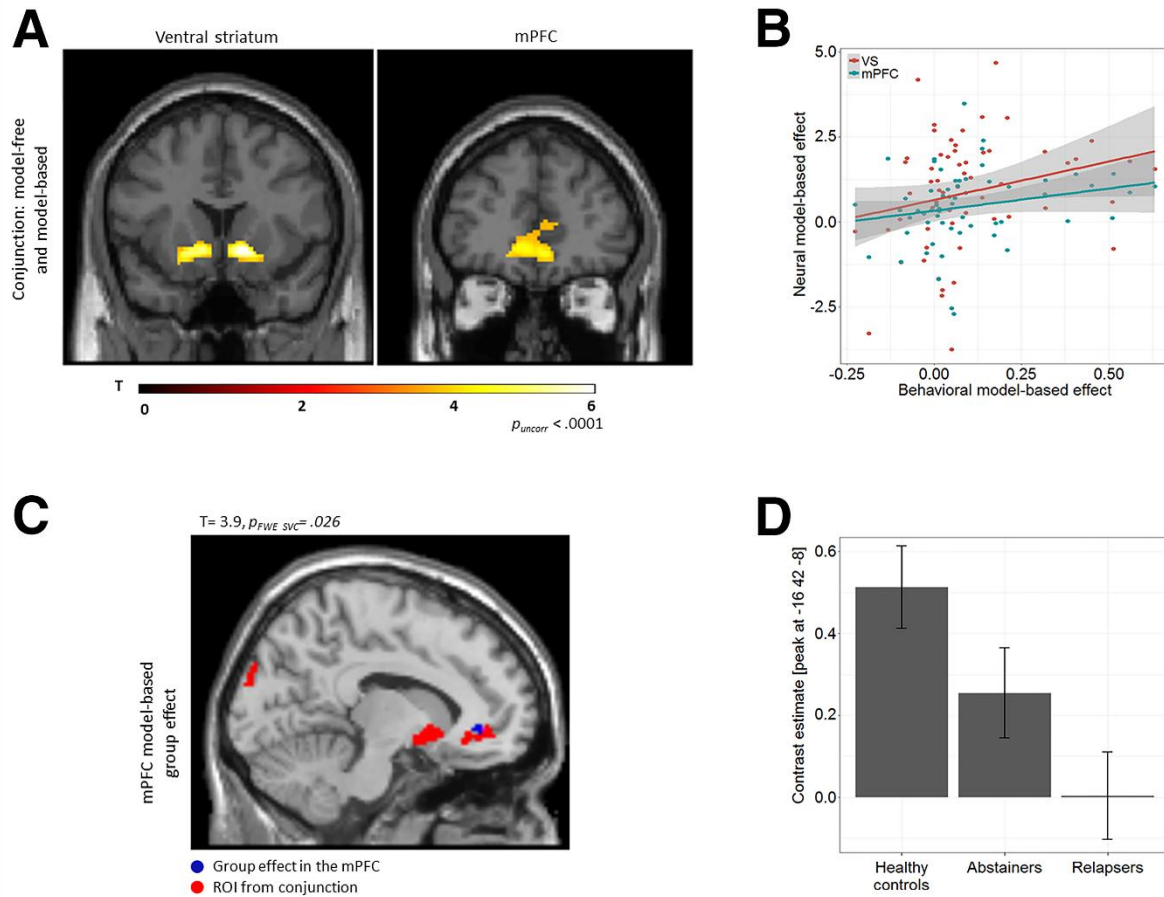 A
Ventral striatum
mPFC
Conjunction: model-free
and model-based
T
0
2
4
6
p_uncorr < .0001
B
5.0
2.5
0.0
-2.5
Neural model-based effect
VS
mPFC
-0.25
0.00
0.25
0.50
Behavioral model-based effect
C
T= 3.9, p_FWE SVC= .026
mPFC model-based
group effect
Group effect in the mPFC
ROI from conjunction
D
0.6
0.4
0.2
0.0
Contrast estimate [peak at -16 42 -8]
Healthy
controls
Abstainers
Relapsers